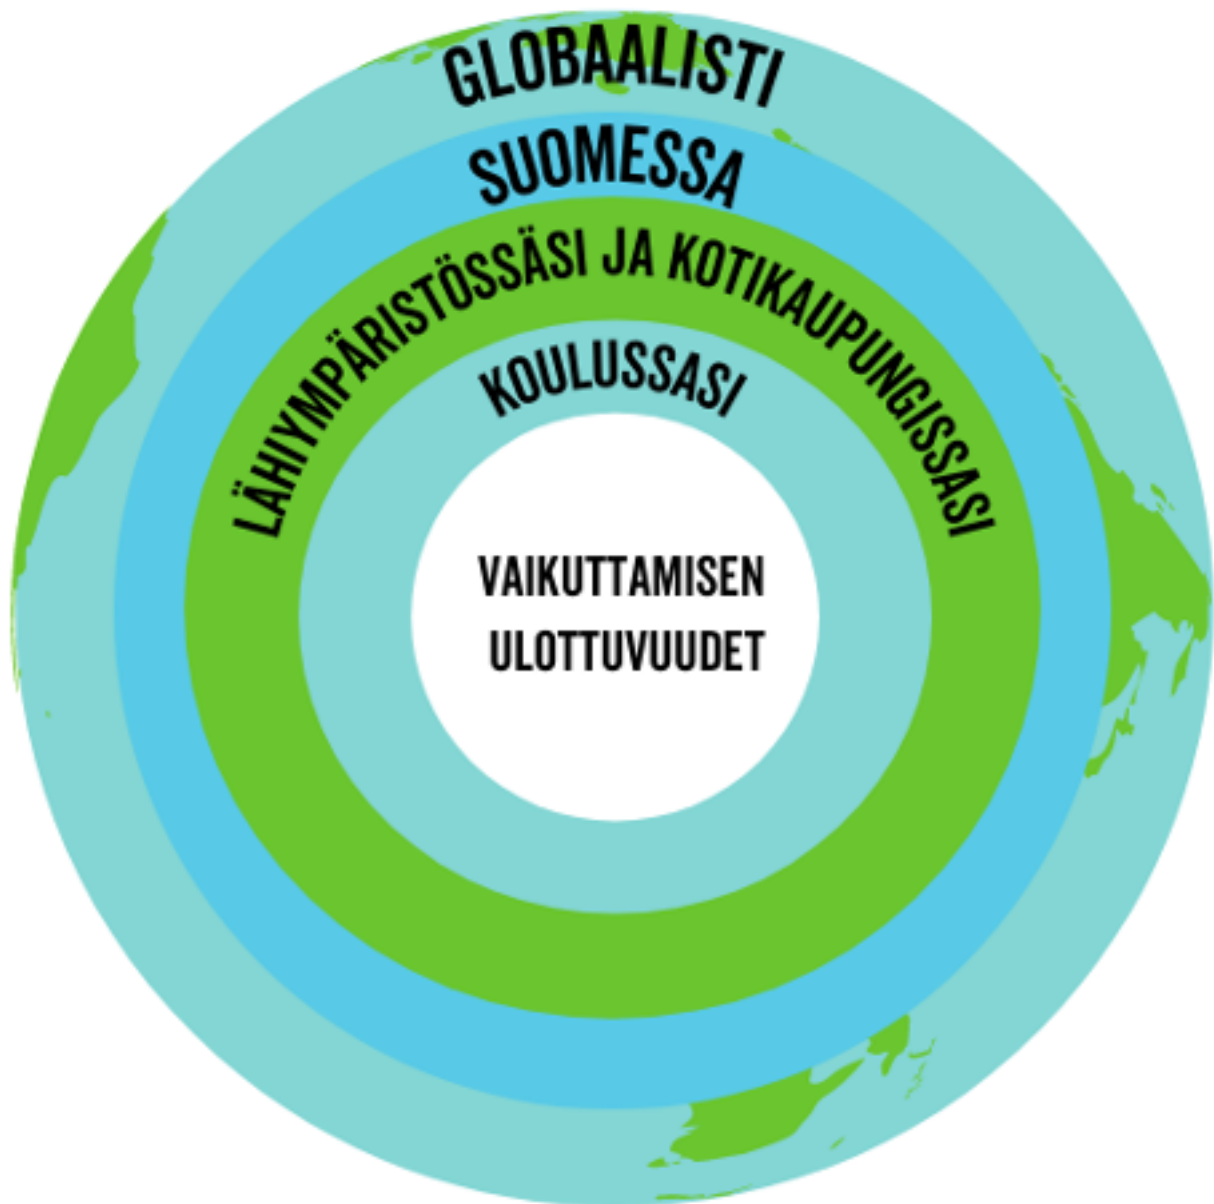 GLOBAALISTI
SUOMESSA
LÄHIYMPÄRISTÖSSÄSI JA KOTIKAUPUNGISSASI
KOULUSSASI
VAIKUTTAMISEN
ULOTTUVUUDET